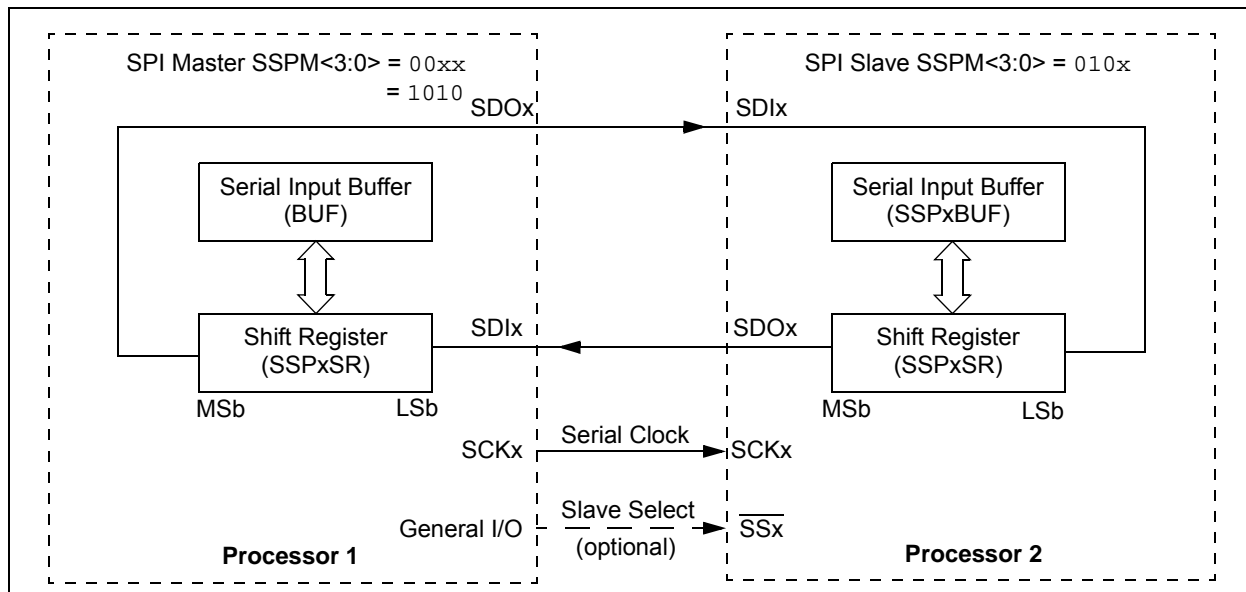 SPI Master SSPM<3:0> = 00xx
= 1010
SPI Slave SSPM<3:0> = 010x
SDOx
SDIx
Serial Input Buffer
(BUF)
Serial Input Buffer
(SSPxBUF)
Shift Register
(SSPxSR)
SDIx
SDOx
Shift Register
(SSPxSR)
MSb
LSb
MSb
LSb
SCKx
Serial Clock
SCKx
General I/O
Slave Select
(optional)
SSx
Processor 1
Processor 2